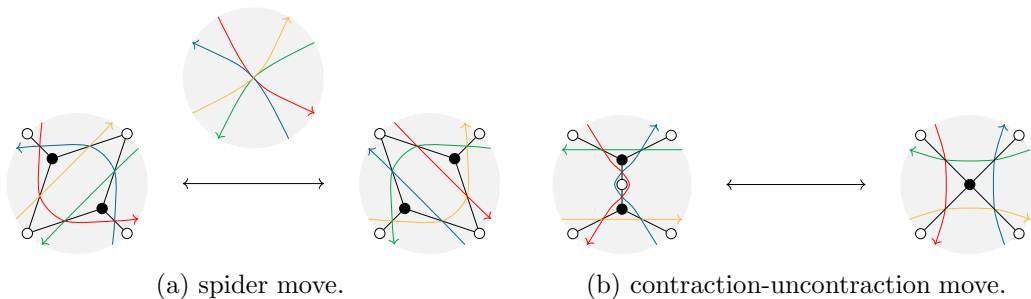 (a) spider move.
(b) contraction-uncontraction move.